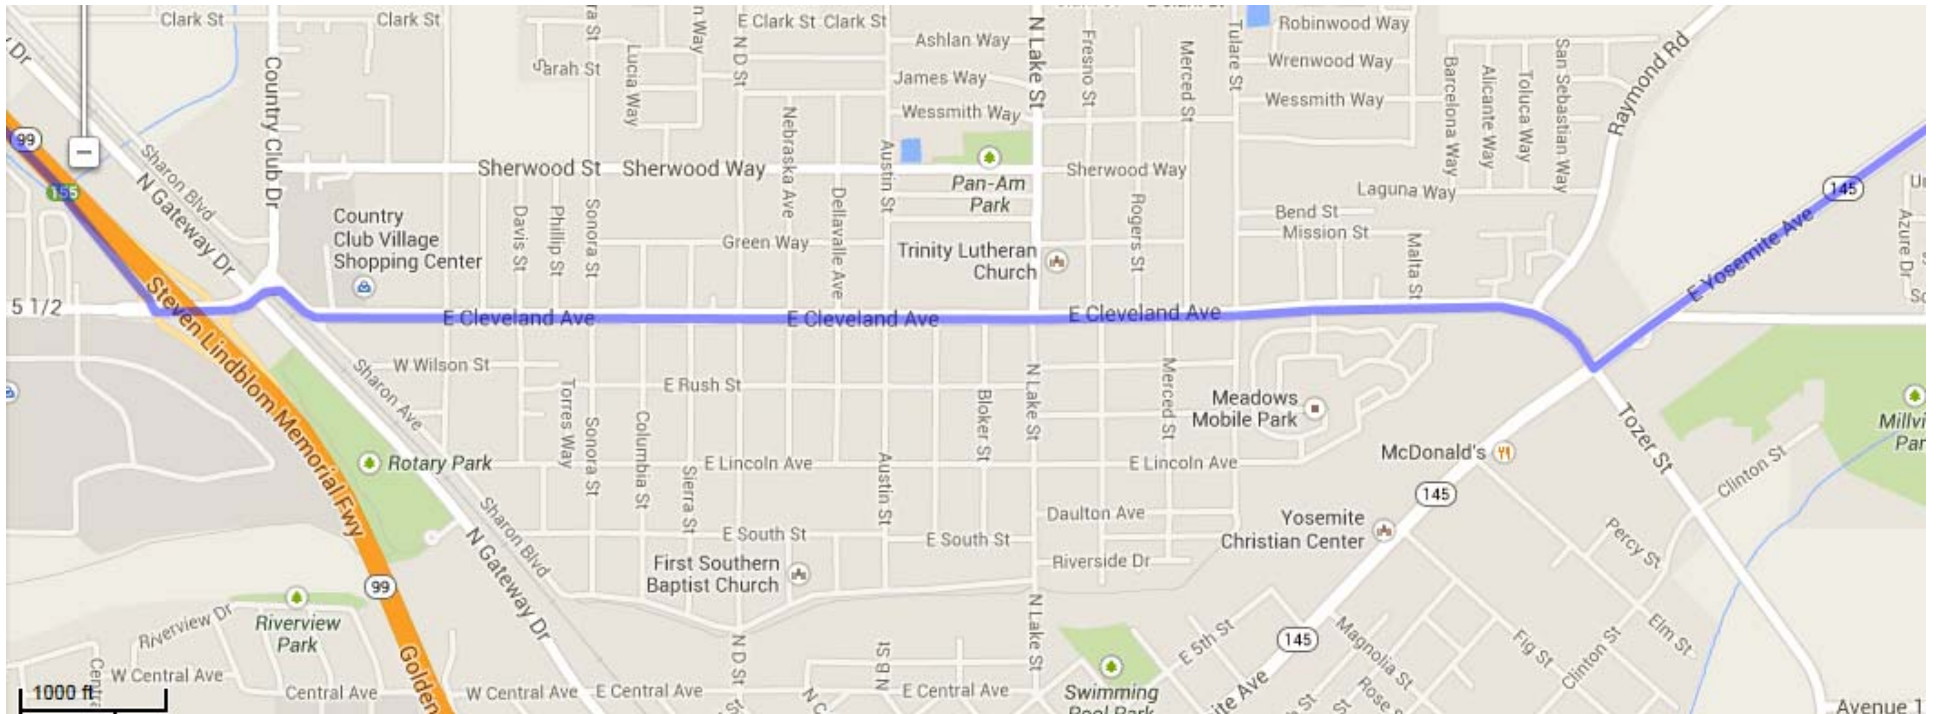 Clark St
Clark St
E Clark St Clark St
Robinwood Way
Ashlan Way
Sarah St
Wrenwood Way
James Way
Wessmith Way
Wessmith Way
Country Club Dr
Lucia Way
N D St
N Lake St
Fresno St
Merced St
Tulare St
Barcelona Way
Alicante Way
Toluca Way
San Sebastian Way
Raymond Rd
99
155
Sharon Blvd
N Gateway Dr
Sherwood St
Sherwood Way
Sherwood Way
Nebraska Ave
Austin St
Dellavalle Ave
Pan-Am
Park
Laguna Way
145
Bend St
Mission St
Country
Club Village
Shopping Center
Davis St
Phillip St
Sonora St
Green Way
Trinity Lutheran
Church
Rogers St
Malta St
E Yosemite Ave
Azure Dr
5 1/2
E Cleveland Ave
E Cleveland Ave
E Cleveland Ave
Steven Lindblom Memorial Fwy
W Wilson St
Sharon Ave
E Rush St
Torres Way
Sonora St
Columbia St
Sierra St
Bloker St
N Lake St
Merced St
Meadows
Mobile Park
McDonald's
Tozer St
Clinton St
Rotary Park
E Lincoln Ave
E Lincoln Ave
Austin St
145
Sharon Blvd
N Gateway Dr
E South St
E South St
Daulton Ave
Yosemite
Christian Center
Percy St
First Southern
Baptist Church
Riverside Dr
99
Riverview Dr
Riverview
Park
N Lake St
E 5th St
145
Magnolia St
Fig St
Clinton St
Elm St
N D St
N B St
W Central Ave
Central Ave
W Central Ave
E Central Ave
E Central Ave
Golden
Swimming
Pool Park
1000 ft
Avenue 1